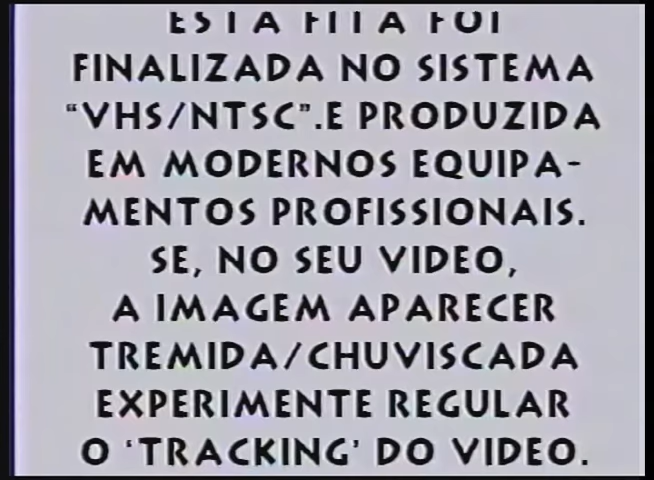 ESTA FITA FOI
FINALIZADA NO SISTEMA
"VHS/NTSC".E PRODUZIDA
EM MODERNOS EQUIPA-
MENTOS PROFISSIONAIS.
SE, NO SEU VIDEO,
A IMAGEM APARECER
TREMIDA/CHUVISCADA
EXPERIMENTE REGULAR
O 'TRACKING' DO VIDEO.